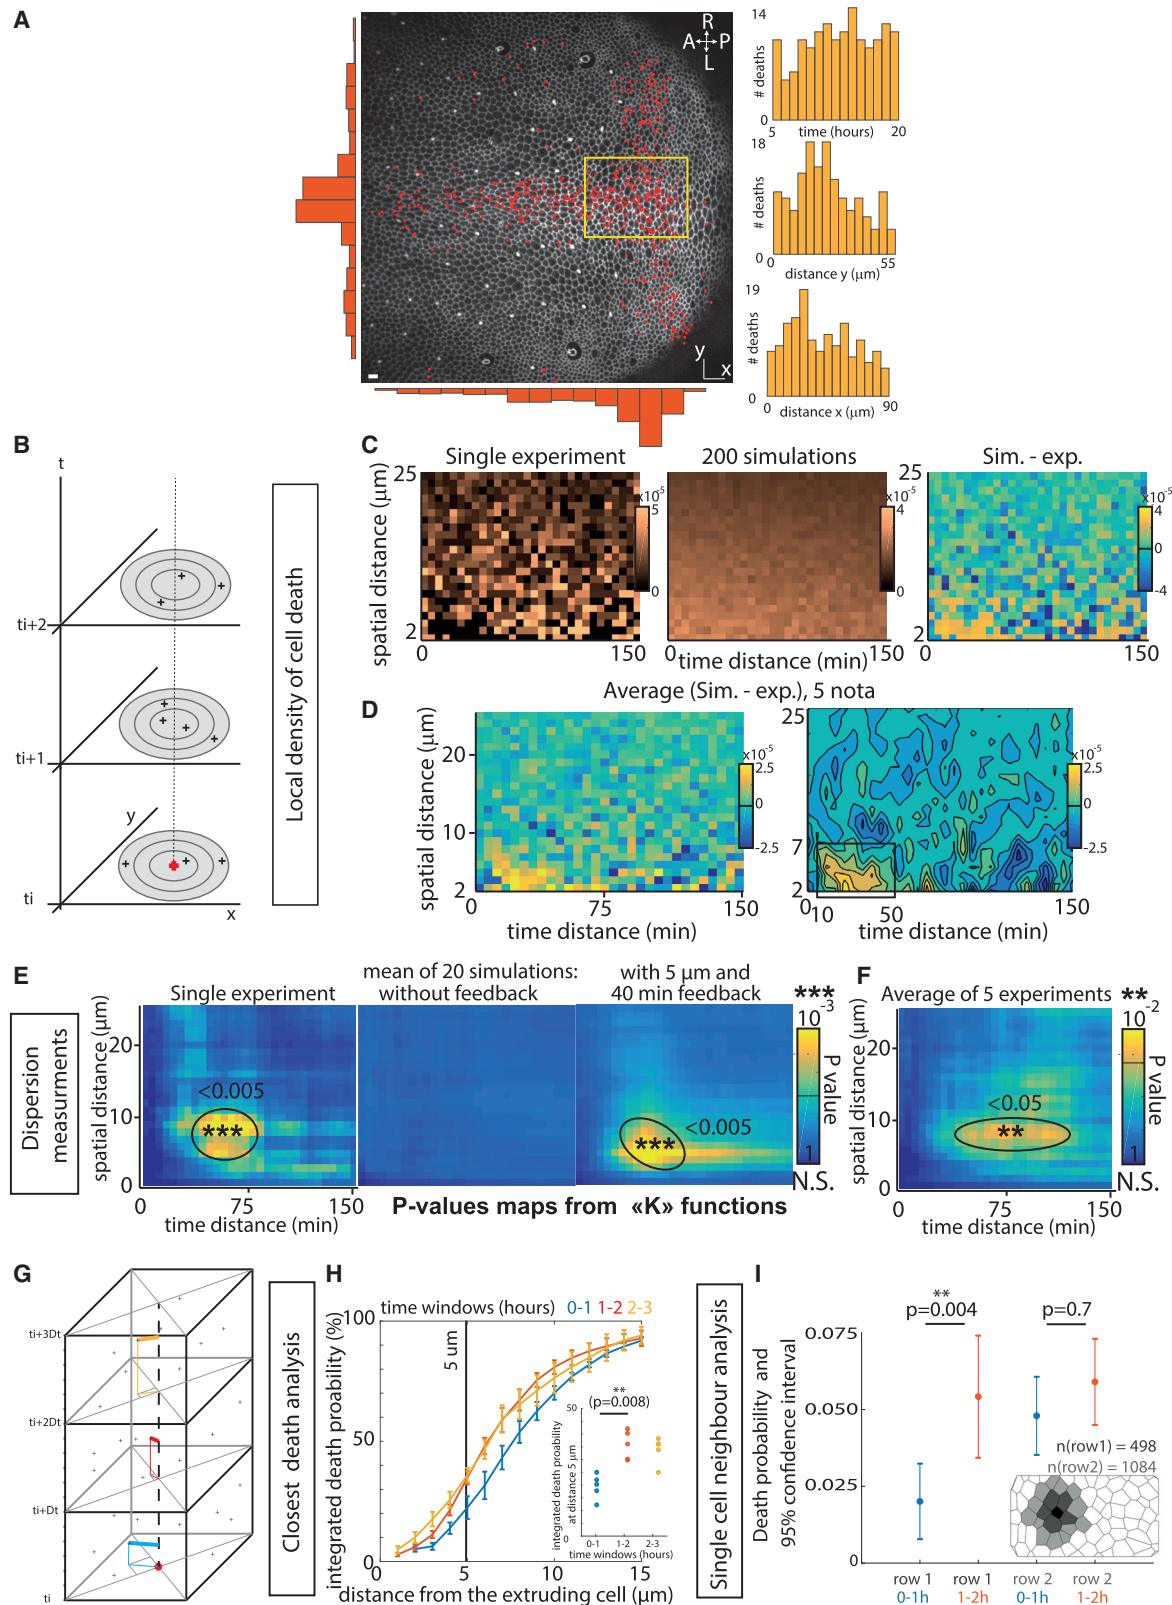 A
R
A P
L
y
x
14
# deaths
0
5 time (hours) 20
18
# deaths
0
0 55
distance y (μm)
19
# deaths
0
0 90
distance x (μm)
B
t
ti+2
ti+1
y
ti
x
Local density of cell death
C
Single experiment
200 simulations
Sim. - exp.
spatial distance (μm)
25
2
0 150
x10-5
5
0
0 150
x10-5
4
0
time distance (min)
25
2
0 150
x10-5
4
0
-4
Average (Sim. - exp.), 5 nota
D
spatial distance (μm)
20
10
2
0 75 150
time distance (min)
x10-5
2.5
0
-2.5
25
7
2
0 10 50 150
time distance (min)
x10-5
2.5
0
-2.5
E
Dispersion measurments
Single experiment
mean of 20 simulations:
without feedback
with 5 μm and
40 min feedback
***
10-3
P value
1
N.S.
spatial distance (μm)
20
10
0
<0.005
***
<0.005
***
0 75 150
time distance (min)
P-values maps from «K» functions
F
Average of 5 experiments
**
10-2
P value
1
N.S.
20
10
0
<0.05
**
0 75 150
time distance (min)
G
ti+3Dt
ti+2Dt
ti+Dt
ti
Closest death analysis
H
time windows (hours) 0-1 1-2 2-3
integrated death proability (%)
100
50
0
5 um
0 5 10 15
distance from the extruding cell (μm)
**
(p=0.008)
50
0
integrated death proability
at distance 5 μm
0-1 1-2 2-3
time windows (hours)
Single cell neighbour analysis
I
Death probability and
95% confidence interval
**
p=0.004
p=0.7
0.075
0.050
0.025
0
n(row1) = 498
n(row2) = 1084
row 1 row 1 row 2 row 2
0-1h 1-2h 0-1h 1-2h